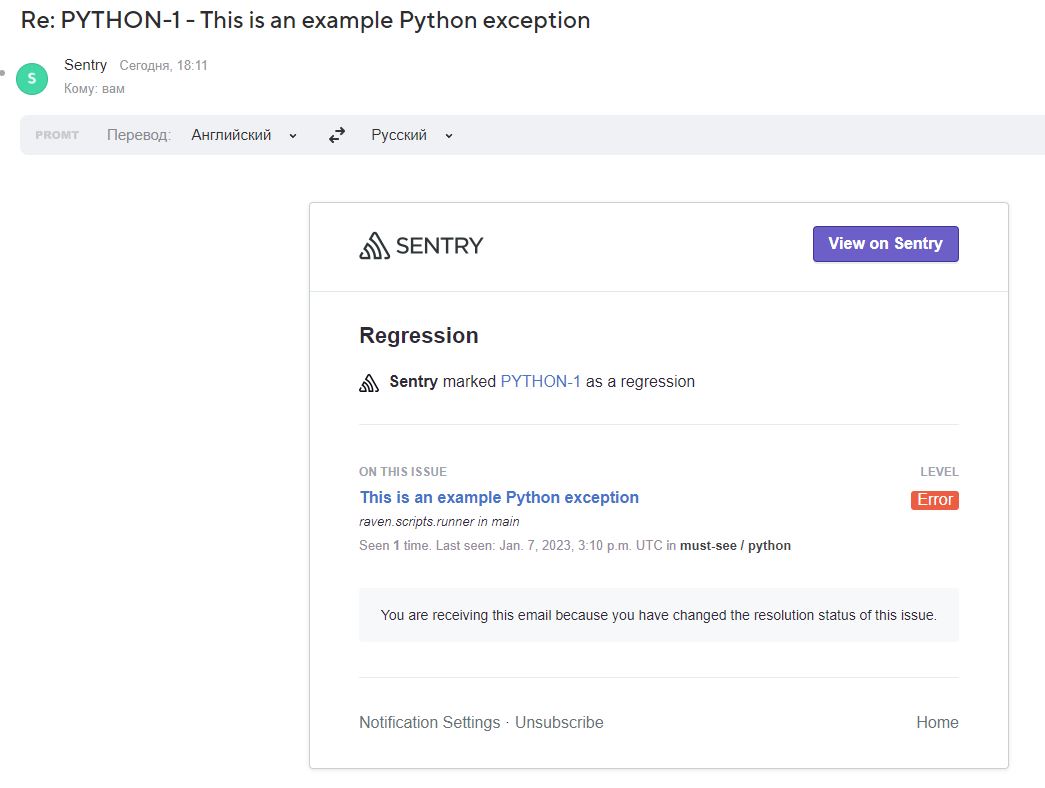 Re: PYTHON-1 - This is an example Python exception
S
Sentry Сегодня, 18:11
Кому: вам
PROMT Перевод: Английский Русский
SENTRY View on Sentry
Regression
Sentry marked PYTHON-1 as a regression
ON THIS ISSUE LEVEL
This is an example Python exception Error
raven.scripts.runner in main
Seen 1 time. Last seen: Jan. 7, 2023, 3:10 p.m. UTC in must-see / python
You are receiving this email because you have changed the resolution status of this issue.
Notification Settings · Unsubscribe Home